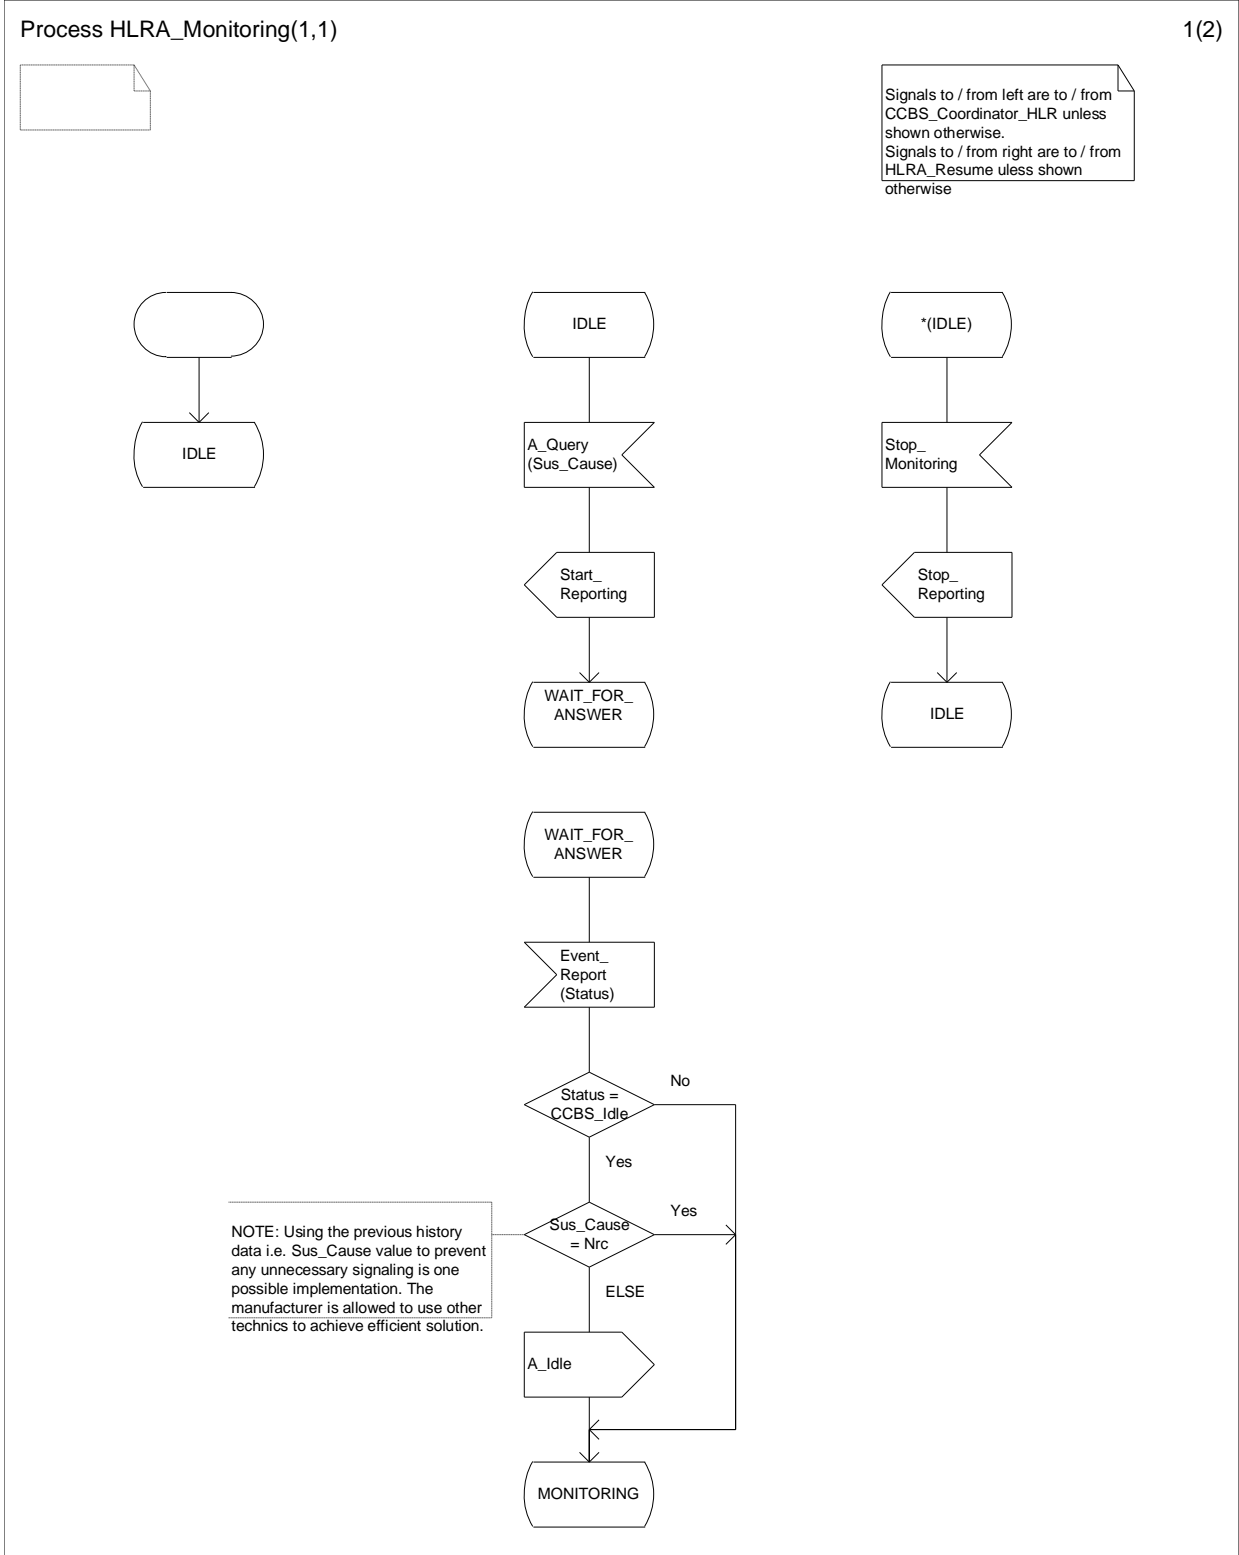 Process HLRA_Monitoring(1,1)
1(2)
Signals to / from left are to / from
CCBS_Coordinator_HLR unless
shown otherwise.
Signals to / from right are to / from
HLRA_Resume uless shown
otherwise
IDLE
IDLE
A_Query
(Sus_Cause)
Start_
Reporting
WAIT_FOR_
ANSWER
*(IDLE)
Stop_
Monitoring
Stop_
Reporting
IDLE
WAIT_FOR_
ANSWER
Event_
Report
(Status)
Status =
CCBS_Idle
No
Yes
Sus_Cause
= Nrc
Yes
NOTE: Using the previous history
data i.e. Sus_Cause value to prevent
any unnecessary signaling is one
possible implementation. The
manufacturer is allowed to use other
technics to achieve efficient solution.
ELSE
A_Idle
MONITORING